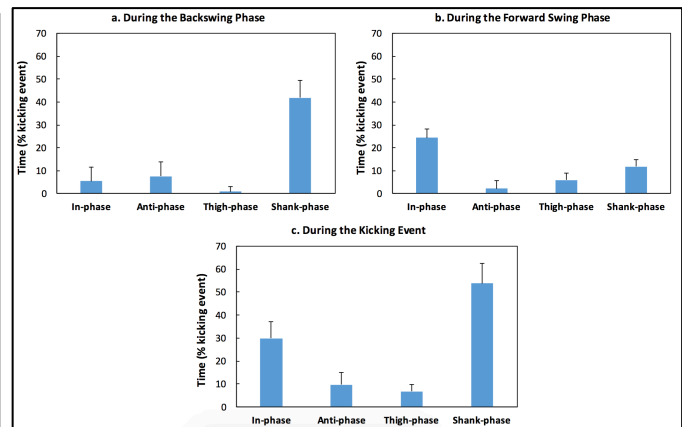 a. During the Backswing Phase
Time (% kicking event)
70
60
50
40
30
20
10
0
In-phase Anti-phase Thigh-phase Shank-phase
b. During the Forward Swing Phase
Time (% kicking event)
70
60
50
40
30
20
10
0
In-phase Anti-phase Thigh-phase Shank-phase
c. During the Kicking Event
Time (% kicking event)
70
60
50
40
30
20
10
0
In-phase Anti-phase Thigh-phase Shank-phase